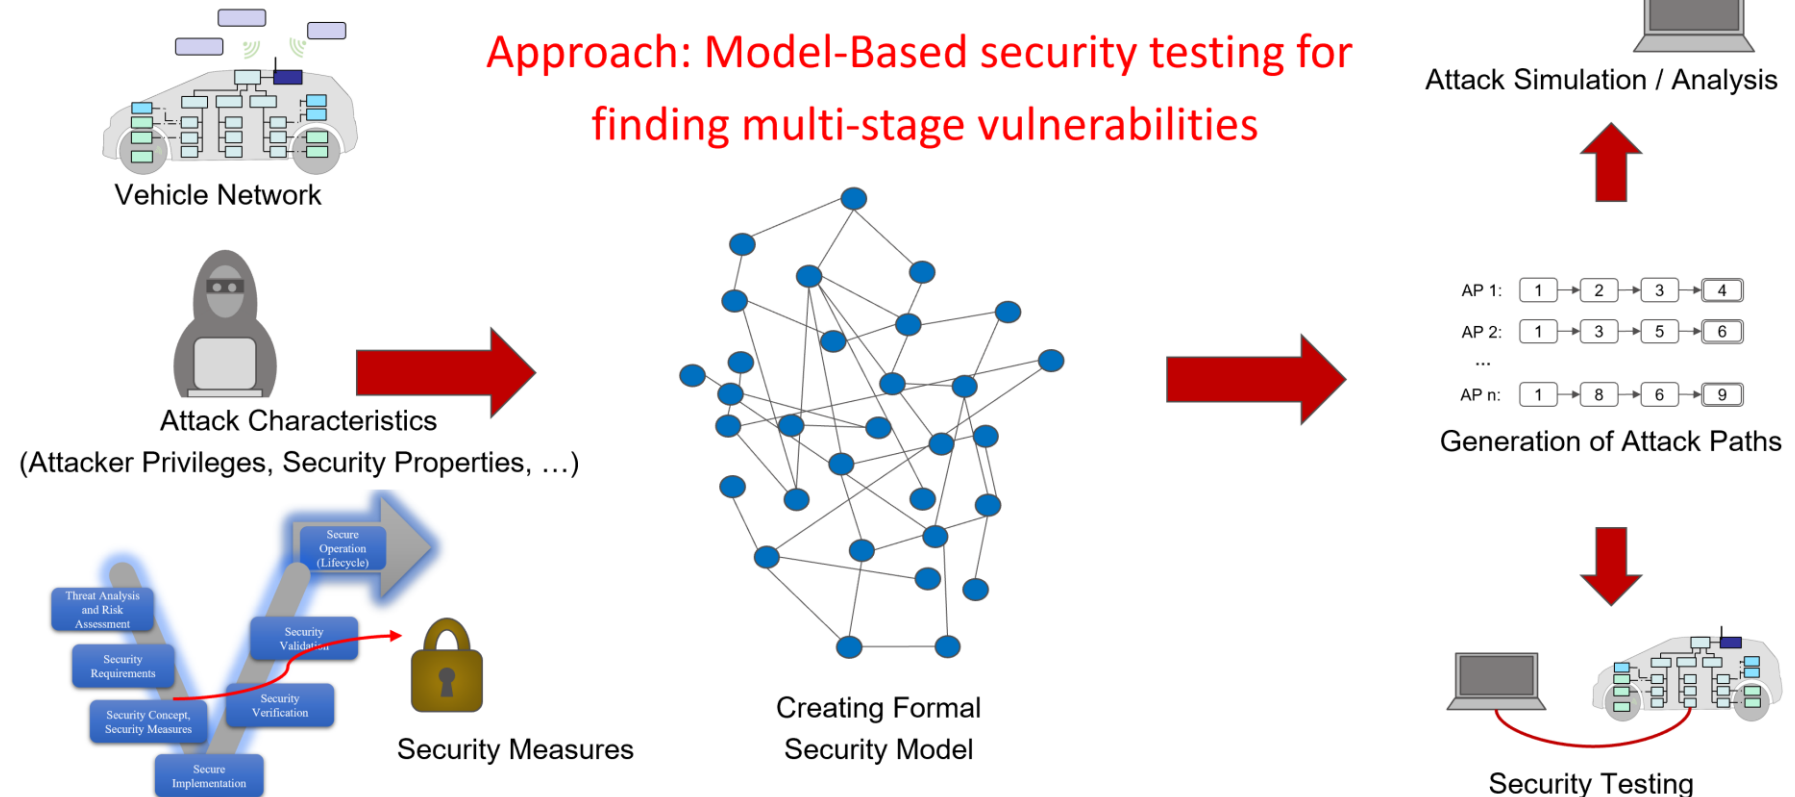 Approach: Model-Based security testing for
finding multi-stage vulnerabilities
Vehicle Network
Attack Characteristics
(Attacker Privileges, Security Properties, …)
Threat Analysis
and Risk
Assessment
Security
Requirements
Security Concept,
Security Measures
Secure
Implementation
Security
Verification
Security
Validation
Secure
Operation
(Lifecycle)
Security Measures
Creating Formal
Security Model
Attack Simulation / Analysis
AP 1: 1 2 3 4
AP 2: 1 3 5 6
...
AP n: 1 8 6 9
Generation of Attack Paths
Security Testing